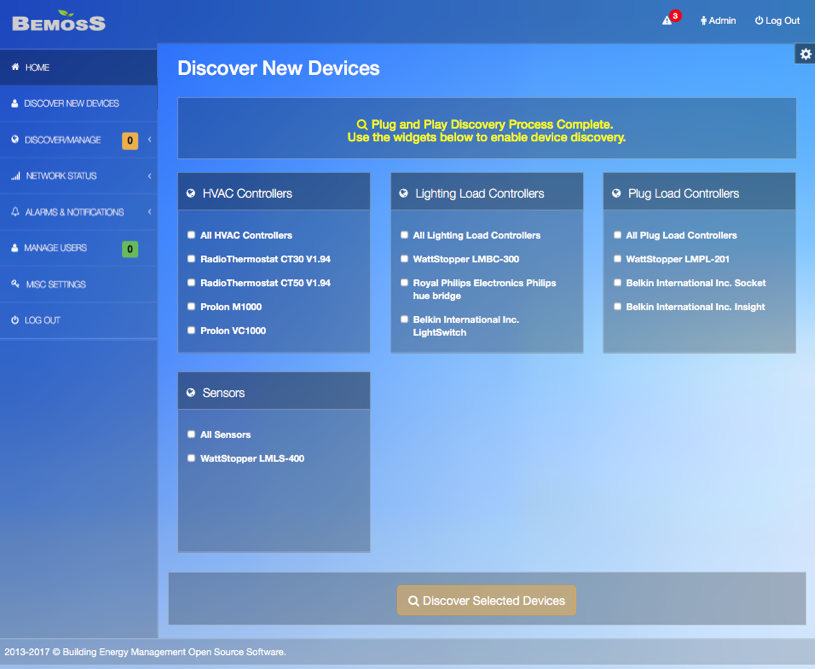 BEMOSS
3
Admin
Log Out
HOME
DISCOVER NEW DEVICES
DISCOVER/MANAGE 0
NETWORK STATUS
ALARMS & NOTIFICATIONS
MANAGE USERS 0
MISC SETTINGS
LOG OUT
Discover New Devices
Plug and Play Discovery Process Complete.
Use the widgets below to enable device discovery.
HVAC Controllers
All HVAC Controllers
RadioThermostat CT30 V1.94
RadioThermostat CT50 V1.94
Prolon M1000
Prolon VC1000
Lighting Load Controllers
All Lighting Load Controllers
WattStopper LMBC-300
Royal Philips Electronics Philips
hue bridge
Belkin International Inc.
LightSwitch
Plug Load Controllers
All Plug Load Controllers
WattStopper LMPL-201
Belkin International Inc. Socket
Belkin International Inc. Insight
Sensors
All Sensors
WattStopper LMLS-400
Discover Selected Devices
2013-2017 © Building Energy Management Open Source Software.